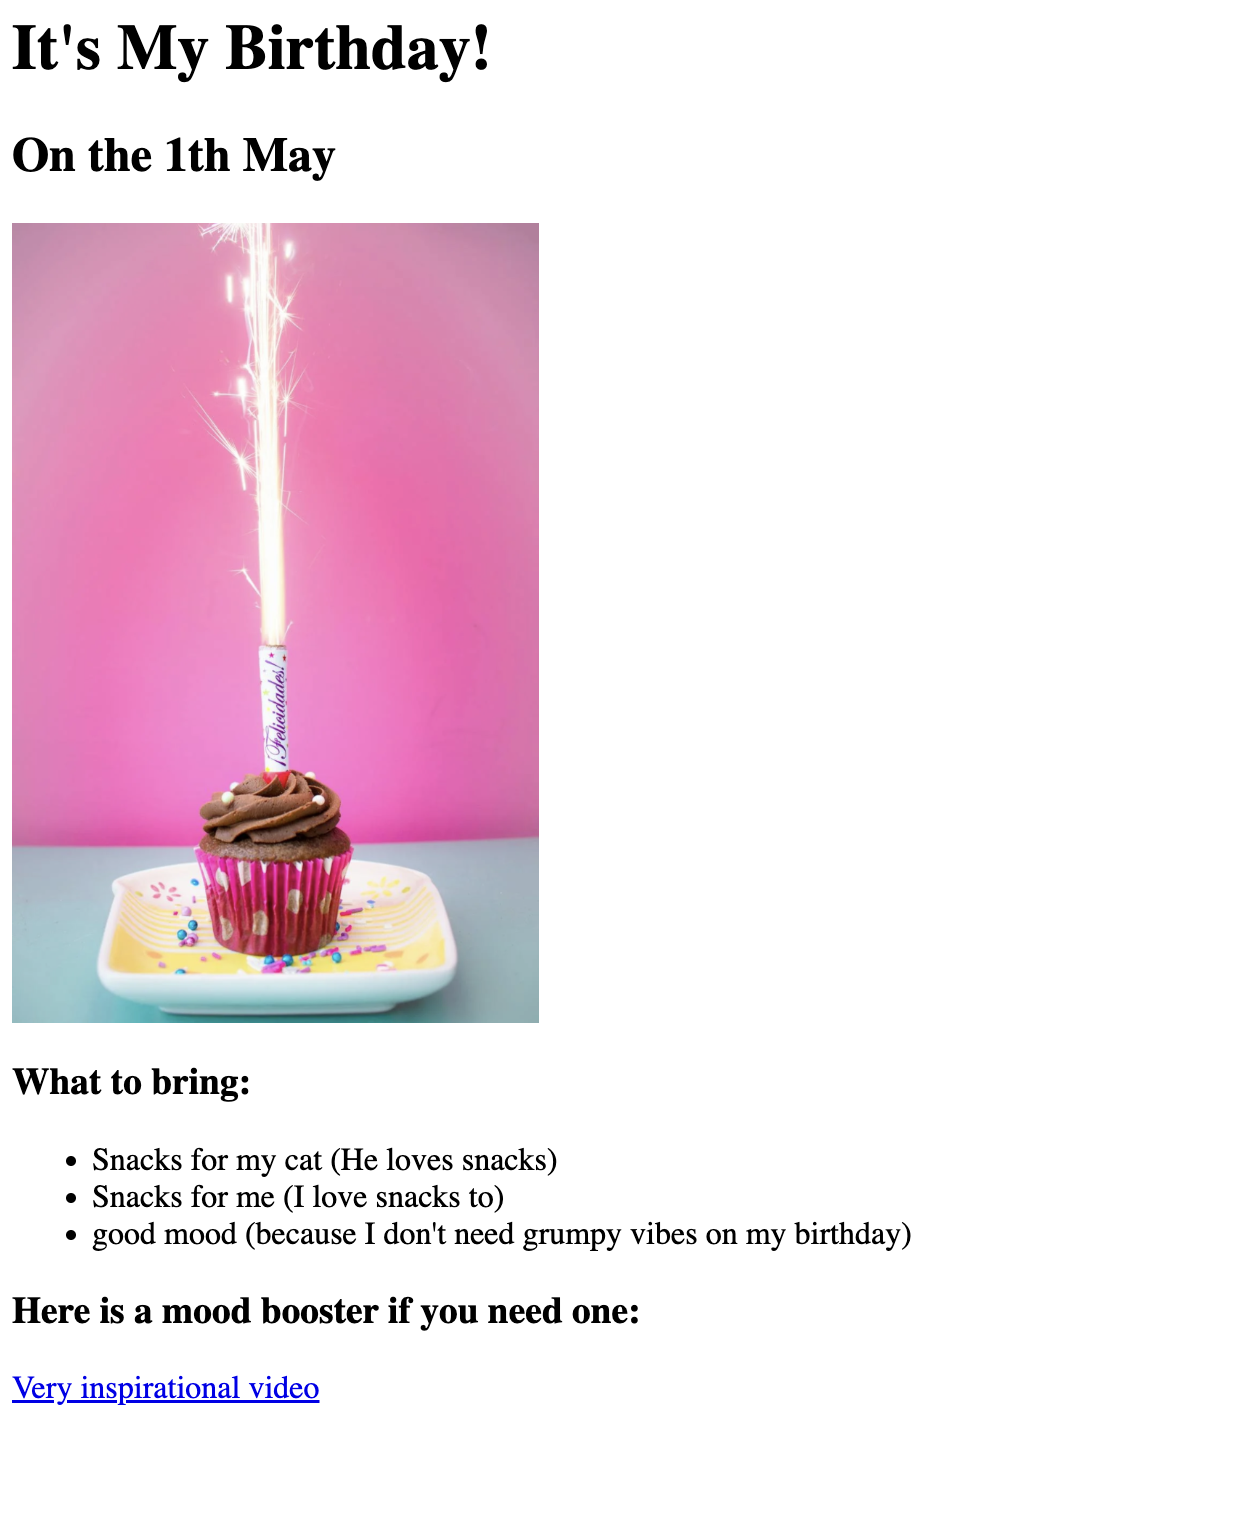 It's My Birthday!
On the 1th May
¡Felicidades!
What to bring:
Snacks for my cat (He loves snacks)
Snacks for me (I love snacks to)
good mood (because I don't need grumpy vibes on my birthday)
Here is a mood booster if you need one:
Very inspirational video